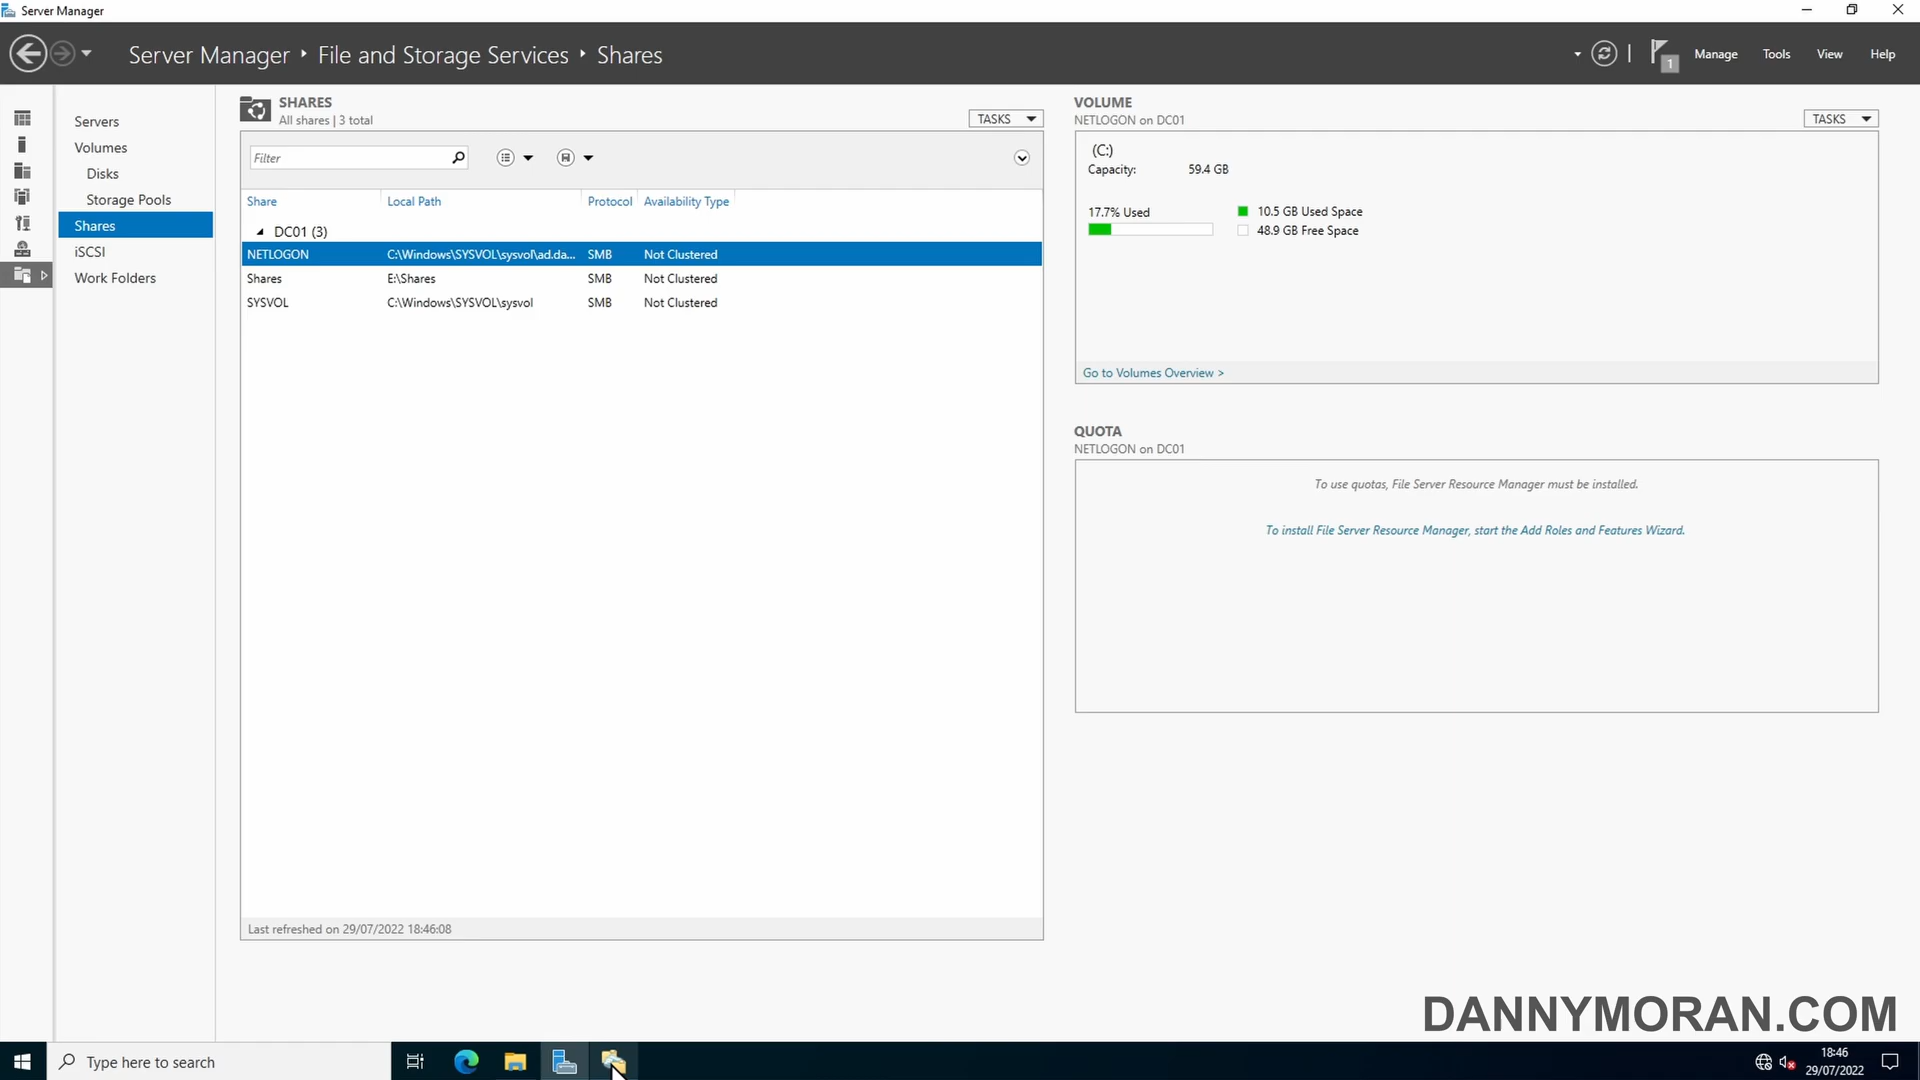 Server Manager
Server Manager ‣ File and Storage Services ‣ Shares
1
Manage
Tools
View
Help
Servers
Volumes
Disks
Storage Pools
Shares
iSCSI
Work Folders
SHARES
All shares | 3 total
TASKS
Filter
Share Local Path Protocol Availability Type
DC01 (3)
NETLOGON C:\Windows\SYSVOL\sysvol\ad.da... SMB Not Clustered
Shares E:\Shares SMB Not Clustered
SYSVOL C:\Windows\SYSVOL\sysvol SMB Not Clustered
Last refreshed on 29/07/2022 18:46:08
VOLUME
NETLOGON on DC01
TASKS
(C:)
Capacity: 59.4 GB
17.7% Used
10.5 GB Used Space
48.9 GB Free Space
Go to Volumes Overview >
QUOTA
NETLOGON on DC01
To use quotas, File Server Resource Manager must be installed.
To install File Server Resource Manager, start the Add Roles and Features Wizard.
DANNYMORAN.COM
Type here to search
18:46
29/07/2022